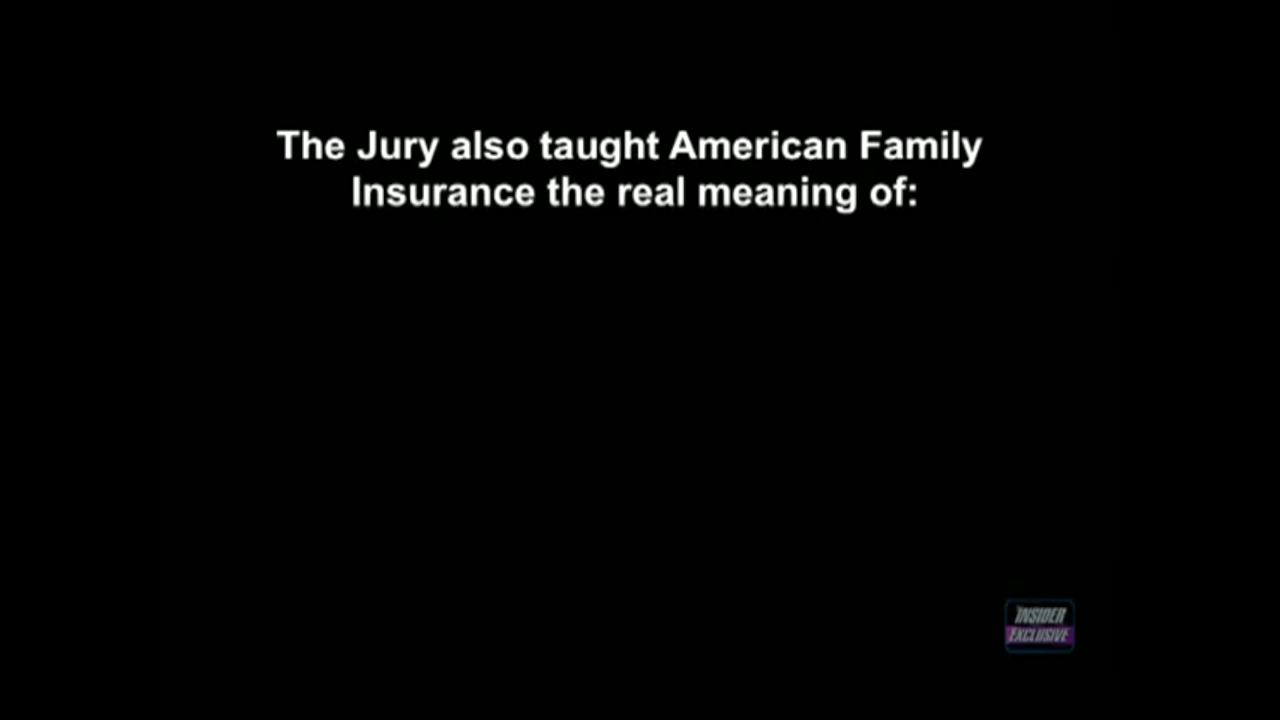 The Jury also taught American Family
Insurance the real meaning of:
INSIDER
EXCLUSIVE